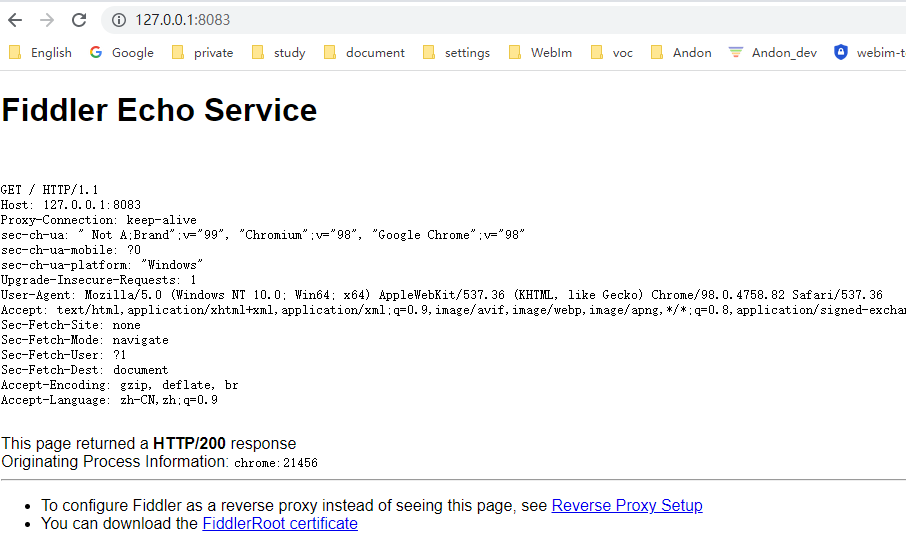 127.0.0.1:8083
English Google private study document settings WebIm voc Andon Andon_dev webim-t
Fiddler Echo Service
GET / HTTP/1.1
Host: 127.0.0.1:8083
Proxy-Connection: keep-alive
sec-ch-ua: " Not A;Brand";v="99", "Chromium";v="98", "Google Chrome";v="98"
sec-ch-ua-mobile: ?0
sec-ch-ua-platform: "Windows"
Upgrade-Insecure-Requests: 1
User-Agent: Mozilla/5.0 (Windows NT 10.0; Win64; x64) AppleWebKit/537.36 (KHTML, like Gecko) Chrome/98.0.4758.82 Safari/537.36
Accept: text/html,application/xhtml+xml,application/xml;q=0.9,image/avif,image/webp,image/apng,*/*;q=0.8,application/signed-exchan
Sec-Fetch-Site: none
Sec-Fetch-Mode: navigate
Sec-Fetch-User: ?1
Sec-Fetch-Dest: document
Accept-Encoding: gzip, deflate, br
Accept-Language: zh-CN,zh;q=0.9
This page returned a HTTP/200 response
Originating Process Information: chrome:21456
• To configure Fiddler as a reverse proxy instead of seeing this page, see Reverse Proxy Setup
• You can download the FiddlerRoot certificate